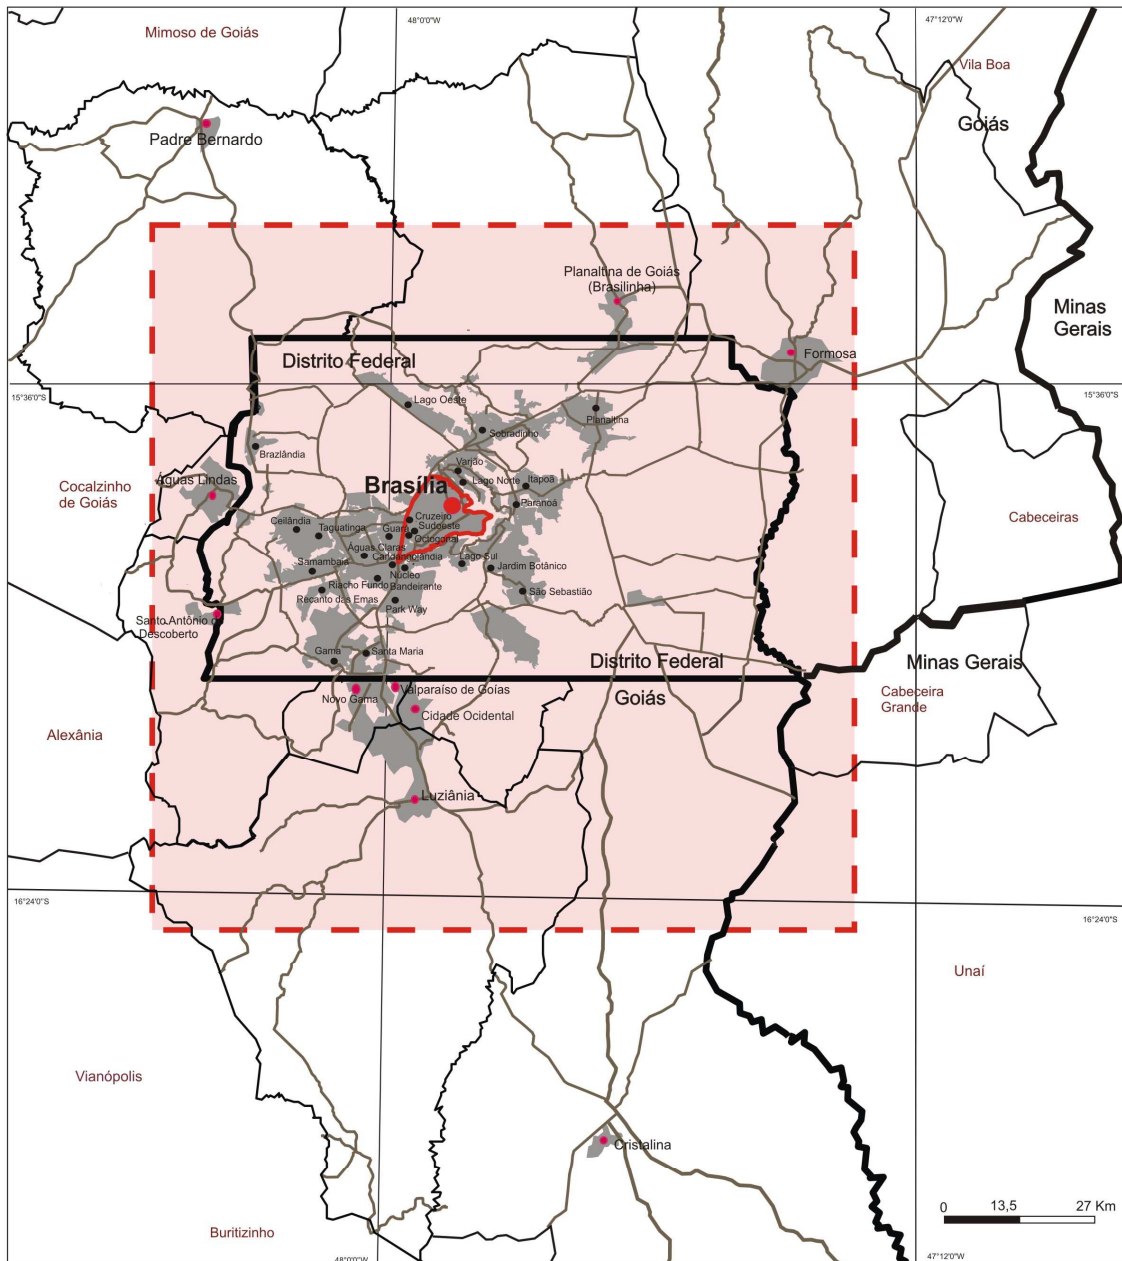 48°0'0"W
47°12'0"W
Mimoso de Goiás
Vila Boa
Goiás
Padre Bernardo
Planaltina de Goiás
(Brasilinha)
Minas
Gerais
Formosa
Distrito Federal
15°36'0"S
15°36'0"S
Lago Oeste
Planaltina
Sobradinho
Brazlândia
Varjão
Águas Lindas
Lago Norte
Itapoã
Brasília
Cocalzinho
de Goiás
Paranoá
Cabeceiras
Cruzeiro
Ceilândia
Taguatinga
Sudoeste
Guará
Octogonal
Águas Claras
Candangolândia
Lago Sul
Jardim Botânico
Samambaia
Núcleo
Bandeirante
Riacho Fundo
São Sebastião
Recanto das Emas
Park Way
Santo Antônio d
Descoberto
Gama
Santa Maria
Distrito Federal
Minas Gerais
Goiás
Valparaíso de Goías
Novo Gama
Cabeceira
Grande
Cidade Ocidental
Alexânia
Luziânia
16°24'0"S
16°24'0"S
Unaí
Vianópolis
Cristalina
0 13,5 27 Km
Buritizinho
48°0'0"W
47°12'0"W